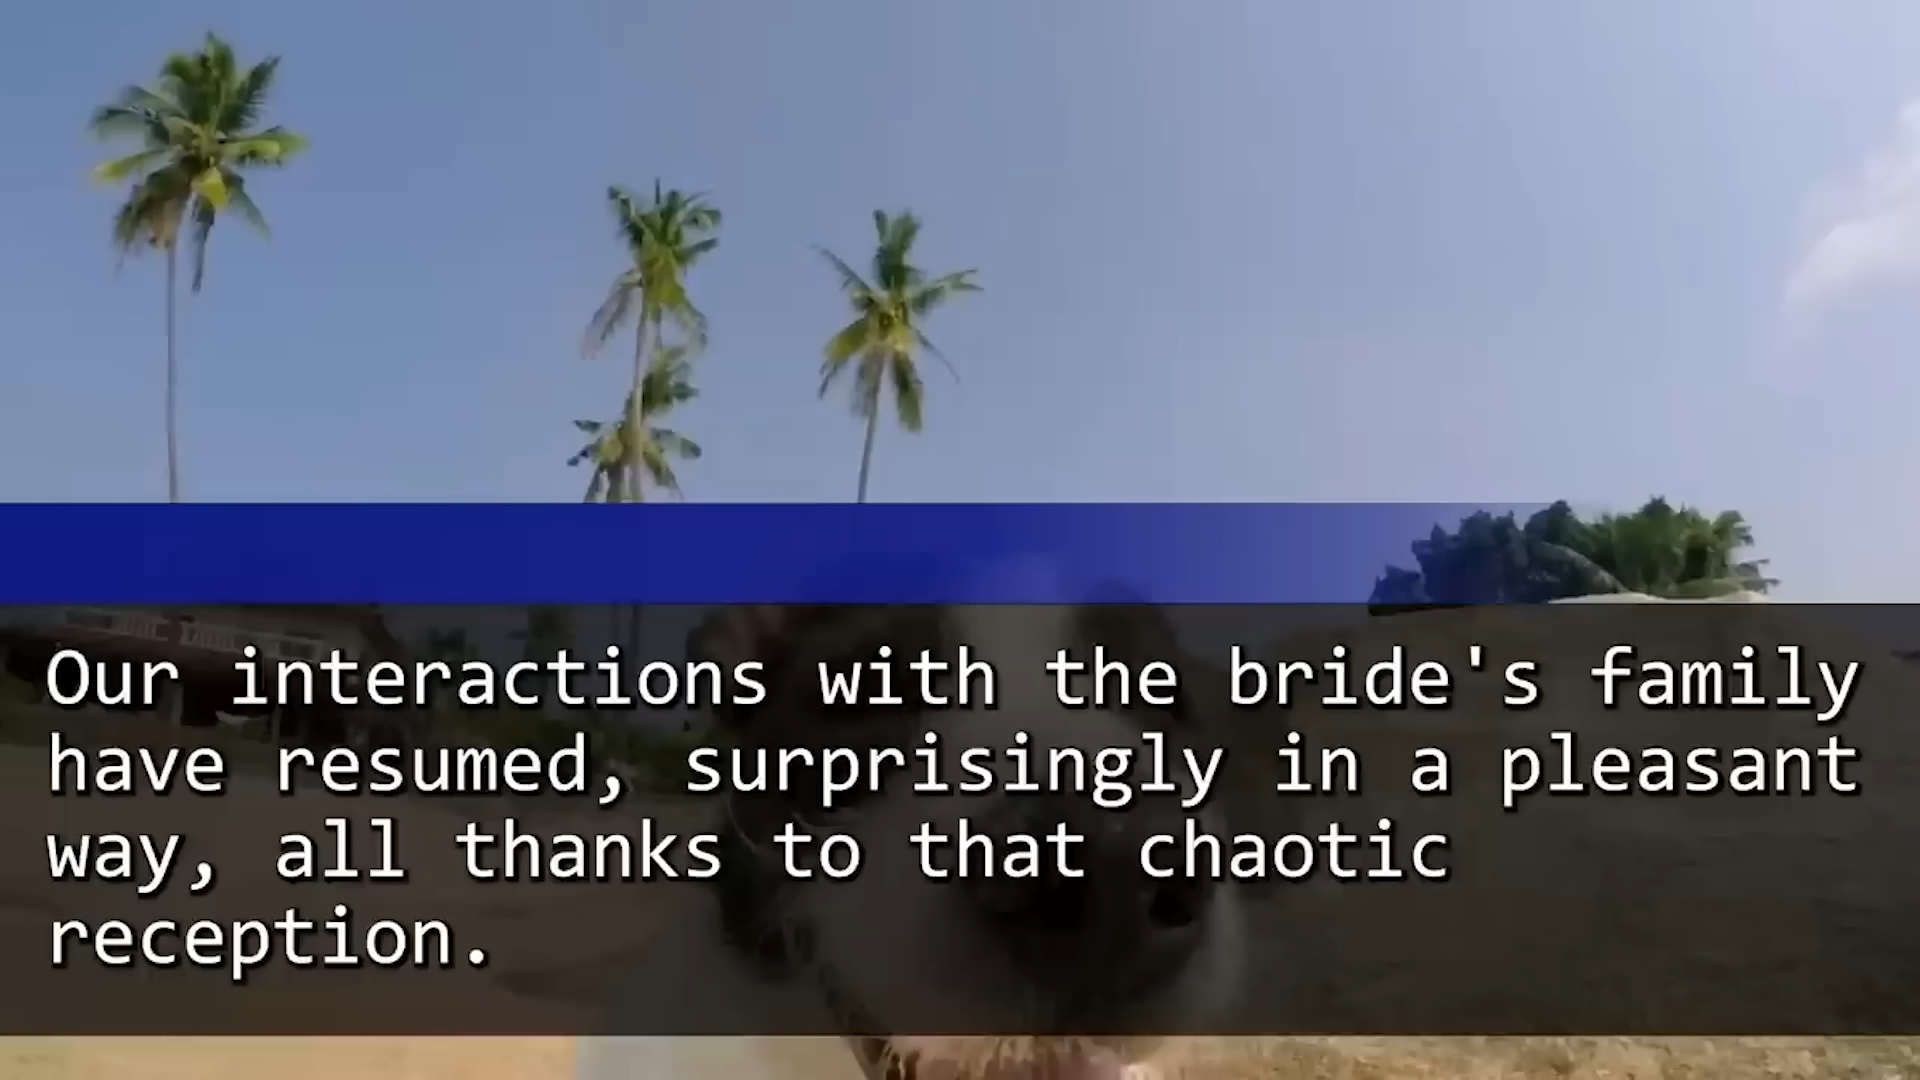 Our interactions with the bride's family
have resumed, surprisingly in a pleasant
way, all thanks to that chaotic
reception.